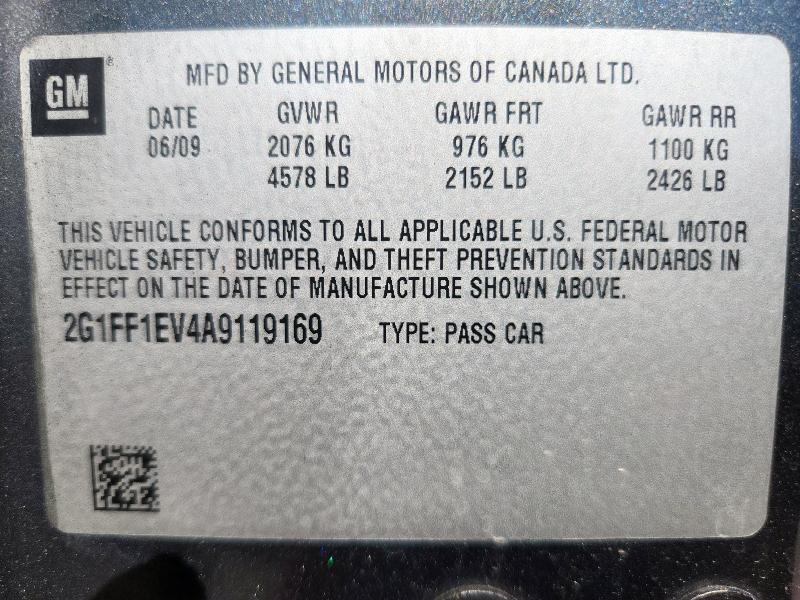 GM
MFD BY GENERAL MOTORS OF CANADA LTD.
DATE GVWR GAWR FRT GAWR RR
06/09 2076 KG 976 KG 1100 KG
4578 LB 2152 LB 2426 LB
THIS VEHICLE CONFORMS TO ALL APPLICABLE U.S. FEDERAL MOTOR
VEHICLE SAFETY, BUMPER, AND THEFT PREVENTION STANDARDS IN
EFFECT ON THE DATE OF MANUFACTURE SHOWN ABOVE.
2G1FF1EV4A9119169 TYPE: PASS CAR